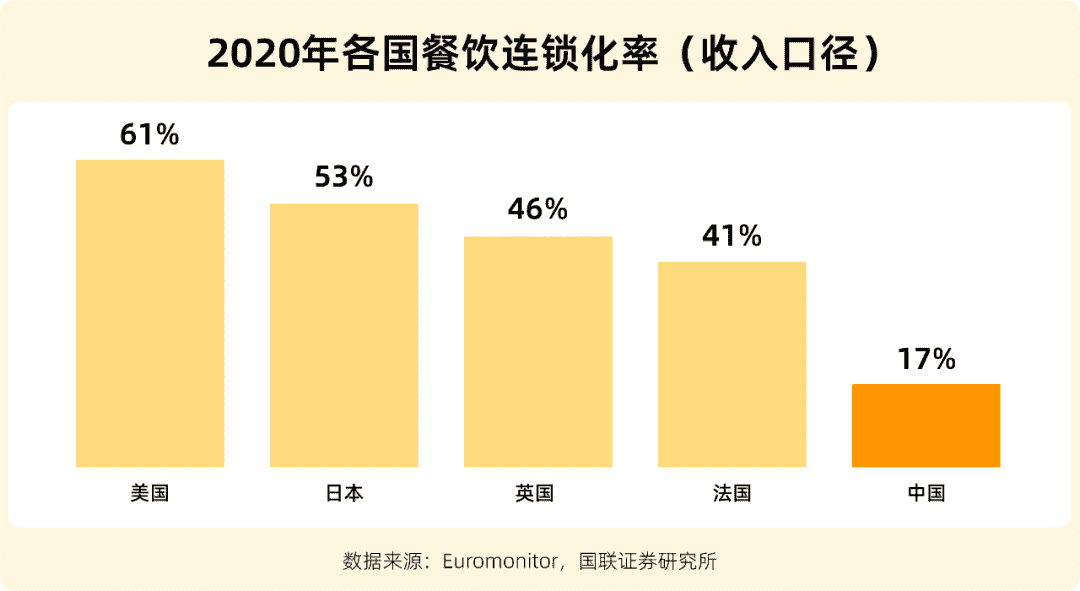 2020年各国餐饮连锁化率（收入口径）
61%
53%
46%
41%
17%
美国
日本
英国
法国
中国
数据来源：Euromonitor，国联证券研究所